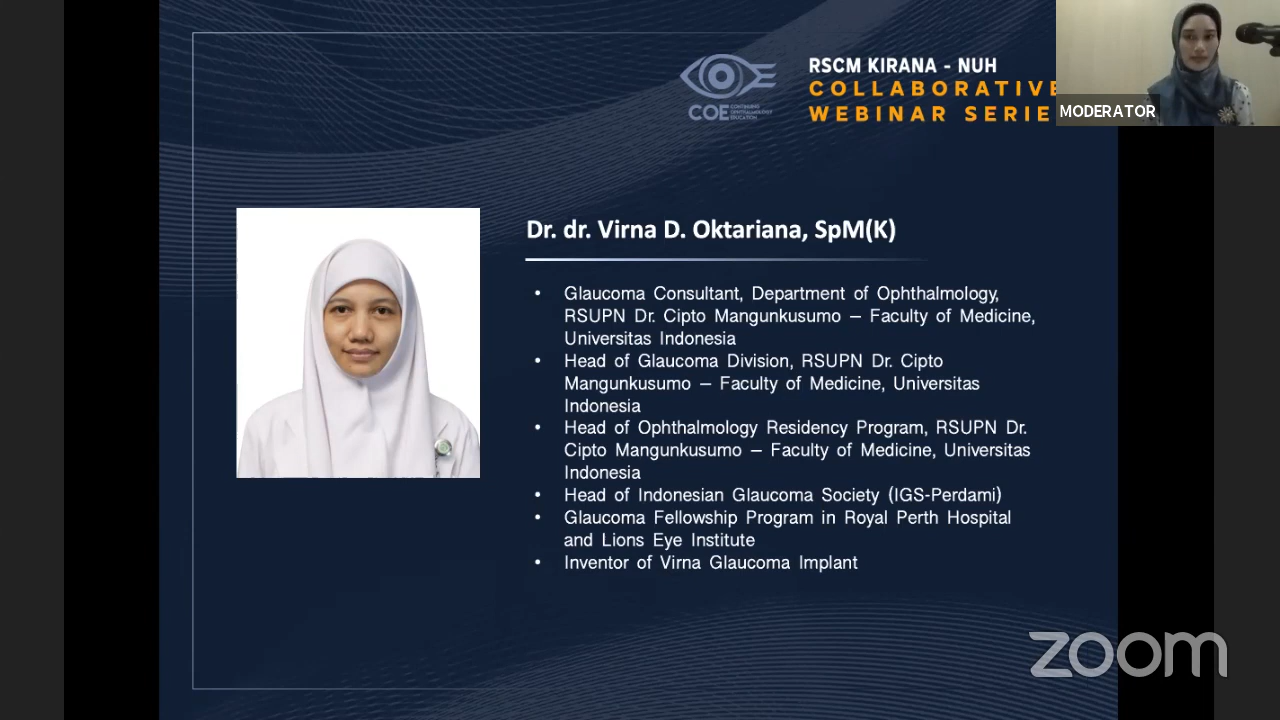 RSCM KIRANA - NUH
COLLABORATIVE
WEBINAR SERIE
COE
CONTINUING
OPHTHALMOLOGY
EDUCATION
MODERATOR
Dr. dr. Virna D. Oktariana, SpM(K)
• Glaucoma Consultant, Department of Ophthalmology,
RSUPN Dr. Cipto Mangunkusumo – Faculty of Medicine,
Universitas Indonesia
• Head of Glaucoma Division, RSUPN Dr. Cipto
Mangunkusumo – Faculty of Medicine, Universitas
Indonesia
• Head of Ophthalmology Residency Program, RSUPN Dr.
Cipto Mangunkusumo – Faculty of Medicine, Universitas
Indonesia
• Head of Indonesian Glaucoma Society (IGS-Perdami)
• Glaucoma Fellowship Program in Royal Perth Hospital
and Lions Eye Institute
• Inventor of Virna Glaucoma Implant
zoom